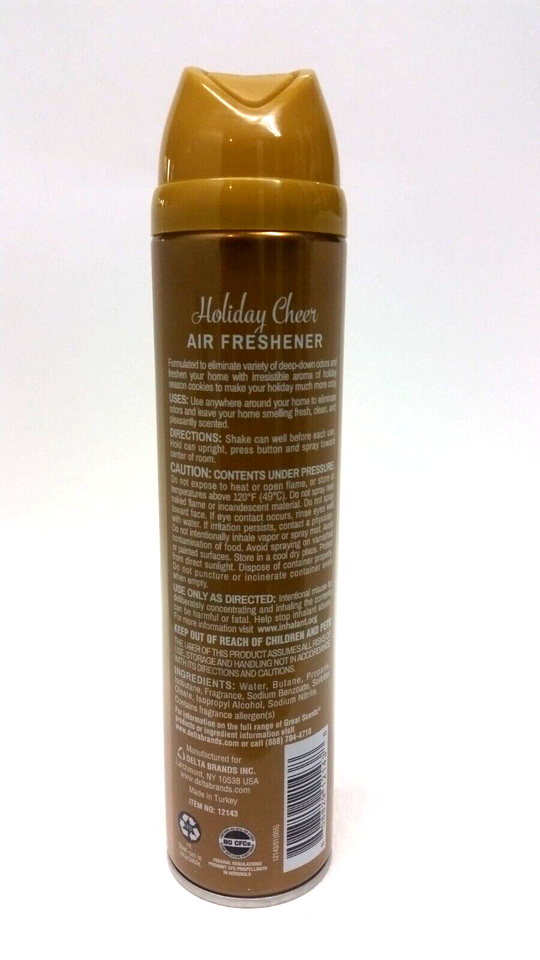 Holiday Cheer
AIR FRESHENER
Formulated to eliminate variety of deep-down odors and
freshen your home with irresistible aroma of holiday
season cookies to make your holiday much more cozy.
USES: Use anywhere around your home to eliminate
odors and leave your home smelling fresh, clean, and
pleasantly scented.
DIRECTIONS: Shake can well before each use.
Hold can upright, press button and spray toward
center of room.
CAUTION: CONTENTS UNDER PRESSURE.
Do not expose to heat or open flame, or store at
temperatures above 120°F (49°C). Do not spray near
naked flame or incandescent material. Do not spray
toward face. If eye contact occurs, rinse eyes well
with water. If irritation persists, contact a physician.
Do not intentionally inhale vapor or spray mist. Avoid
contamination of food. Avoid spraying on varnished
or painted surfaces. Store in a cool dry place. Protect
from direct sunlight. Dispose of container properly.
Do not puncture or incinerate container even
when empty.
USE ONLY AS DIRECTED: Intentional misuse by
deliberately concentrating and inhaling the contents
can be harmful or fatal. Help stop inhalant abuse.
For more information visit www.inhalant.org
KEEP OUT OF REACH OF CHILDREN AND PETS
THE USER OF THIS PRODUCT ASSUMES ALL RISKS OF
USE, STORAGE AND HANDLING NOT IN ACCORDANCE
WITH ITS DIRECTIONS AND CAUTIONS.
INGREDIENTS: Water, Butane, Propane,
Isobutane, Fragrance, Sodium Benzoate, Sorbitan
Oleate, Isopropyl Alcohol, Sodium Nitrite.
Contains fragrance allergen(s)
For information on the full range of Great Scents®
products or ingredient information visit
www.deltabrands.com or call (888) 704-4718
Manufactured for
DELTA BRANDS INC.
Larchmont, NY 10538 USA
www.deltabrands.com
Made in Turkey
ITEM NO: 12143
NO CFCs
FEDERAL REGULATIONS
PROHIBIT CFC PROPELLANTS
IN AEROSOLS